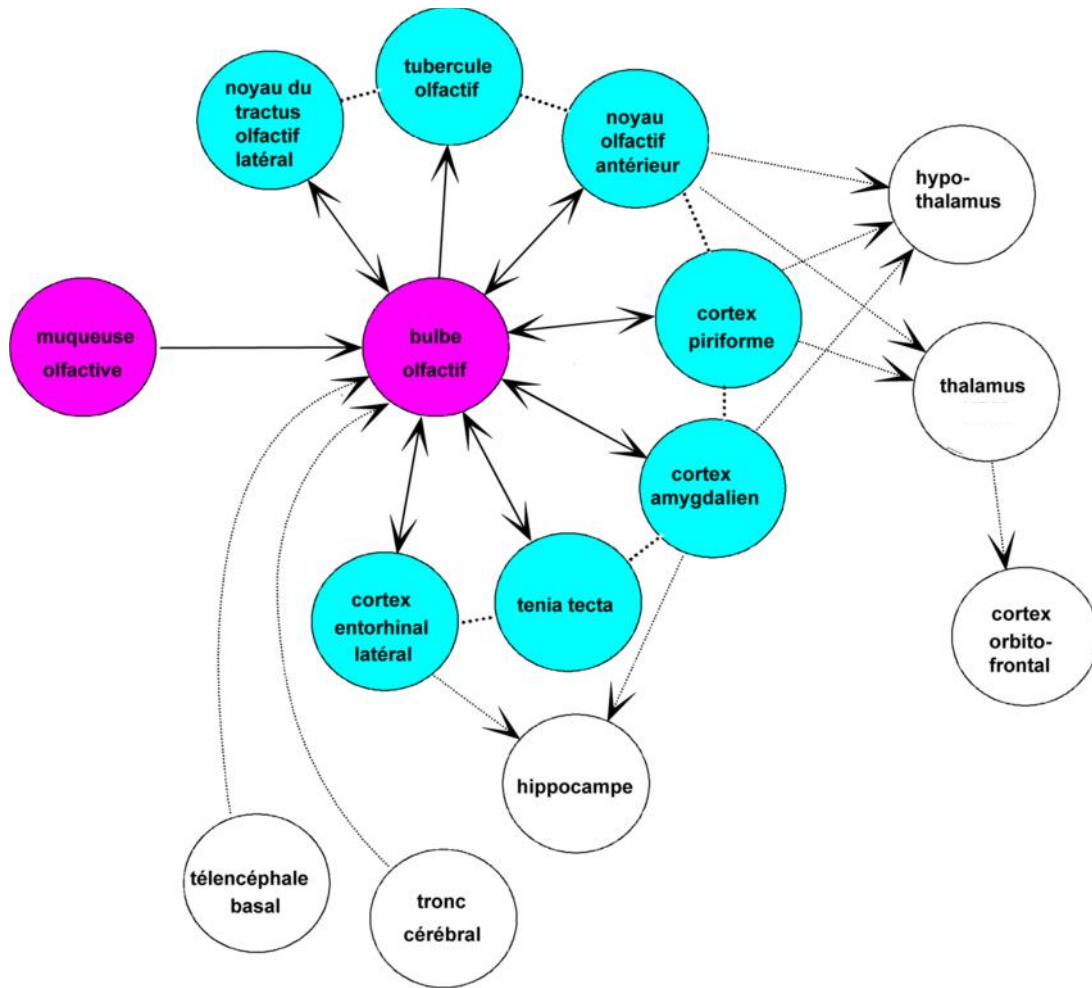 noyau du
tractus
olfactif
latéral
tubercule
olfactif
noyau
olfactif
antérieur
hypo-
thalamus
muqueuse
olfactive
bulbe
olfactif
cortex
piriforme
thalamus
cortex
amygdalien
cortex
entorhinal
latéral
tenia tecta
cortex
orbito-
frontal
hippocampe
télencéphale
basal
tronc
cérébral